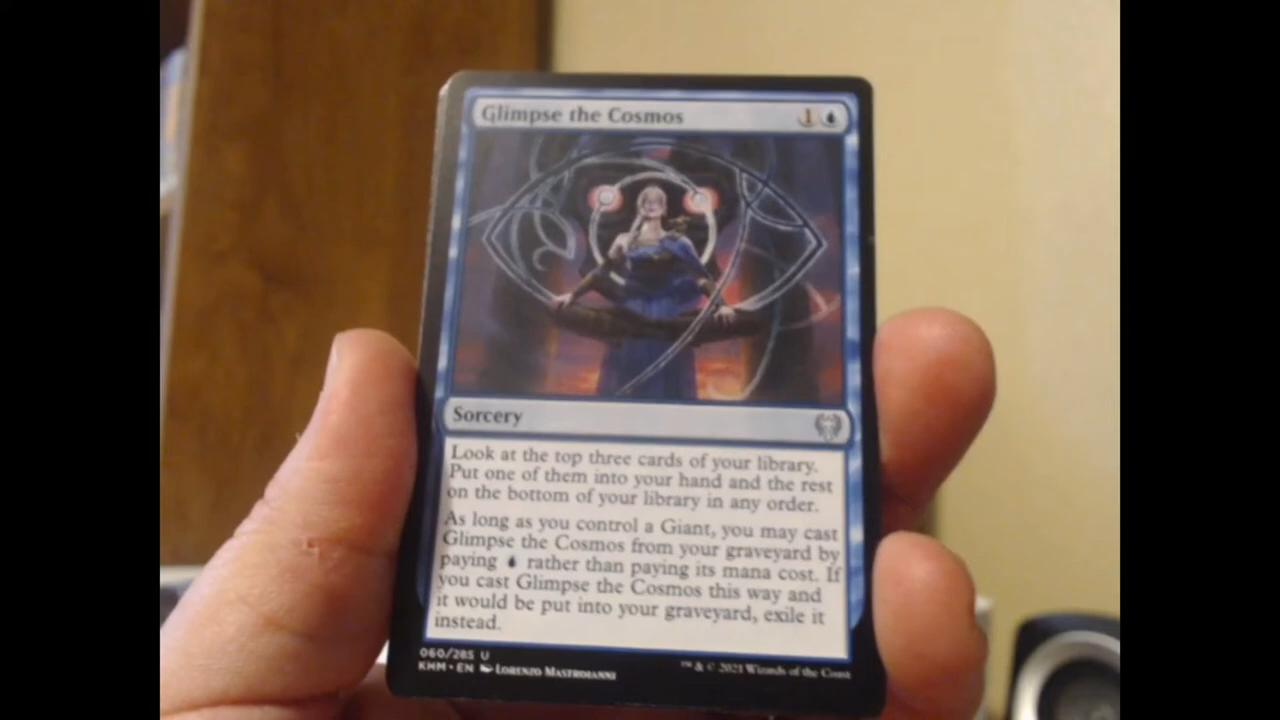 Glimpse the Cosmos 1
Sorcery
Look at the top three cards of your library.
Put one of them into your hand and the rest
on the bottom of your library in any order.
As long as you control a Giant, you may cast
Glimpse the Cosmos from your graveyard by
paying rather than paying its mana cost. If
you cast Glimpse the Cosmos this way and
it would be put into your graveyard, exile it
instead.
060/285 U
KHM • EN Lorenzo Mastroianni
™ & © 2021 Wizards of the Coast